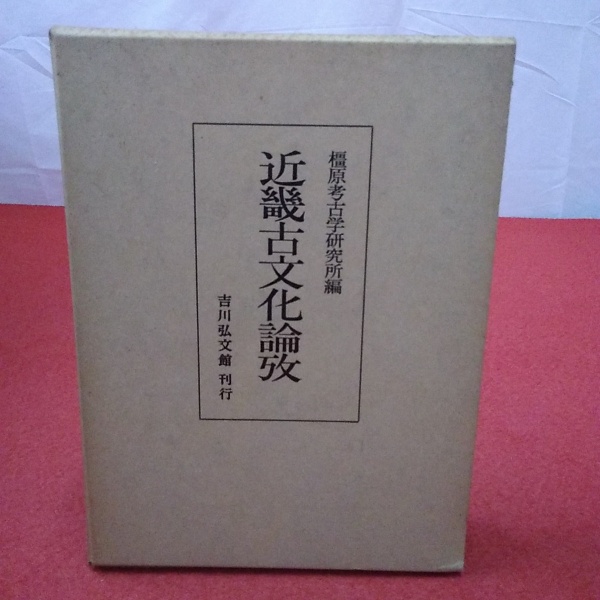 橿原考古学研究所編
近畿古文化論攷
吉川弘文館 刊行